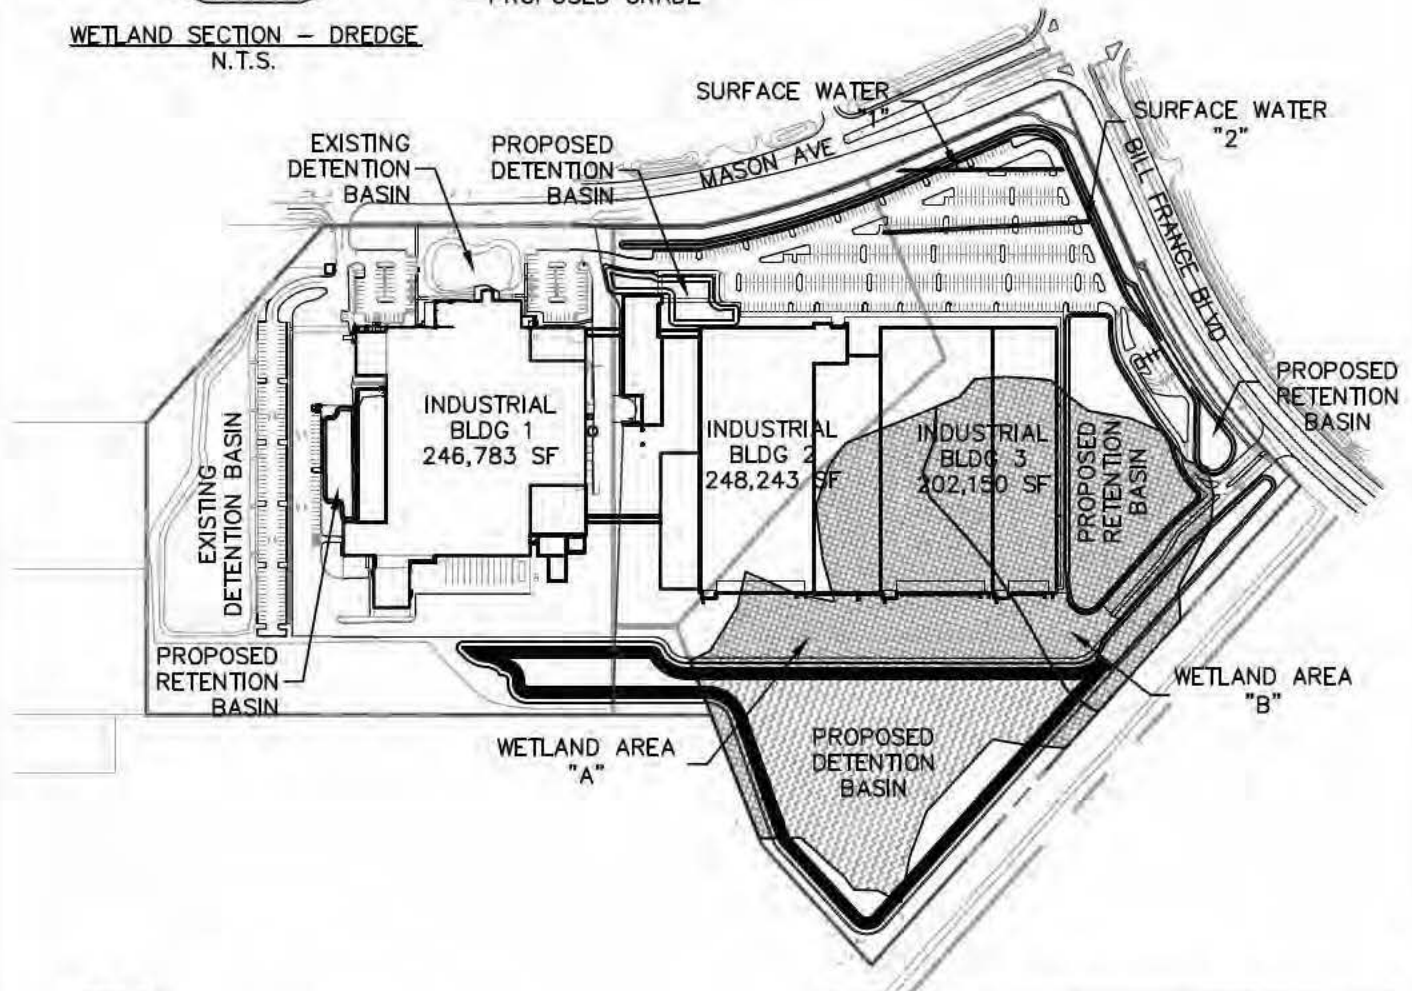 PROPOSED GRADE
WETLAND SECTION – DREDGE
N.T.S.
SURFACE WATER
"1"
SURFACE WATER
"2"
EXISTING
DETENTION
BASIN
PROPOSED
DETENTION
BASIN
MASON AVE
BILL FRANCE BLVD
PROPOSED
RETENTION
BASIN
INDUSTRIAL
BLDG 1
246,783 SF
INDUSTRIAL
BLDG 2
248,243 SF
INDUSTRIAL
BLDG 3
202,150 SF
PROPOSED
RETENTION
BASIN
EXISTING
DETENTION BASIN
PROPOSED
RETENTION
BASIN
WETLAND AREA
"B"
WETLAND AREA
"A"
PROPOSED
DETENTION
BASIN